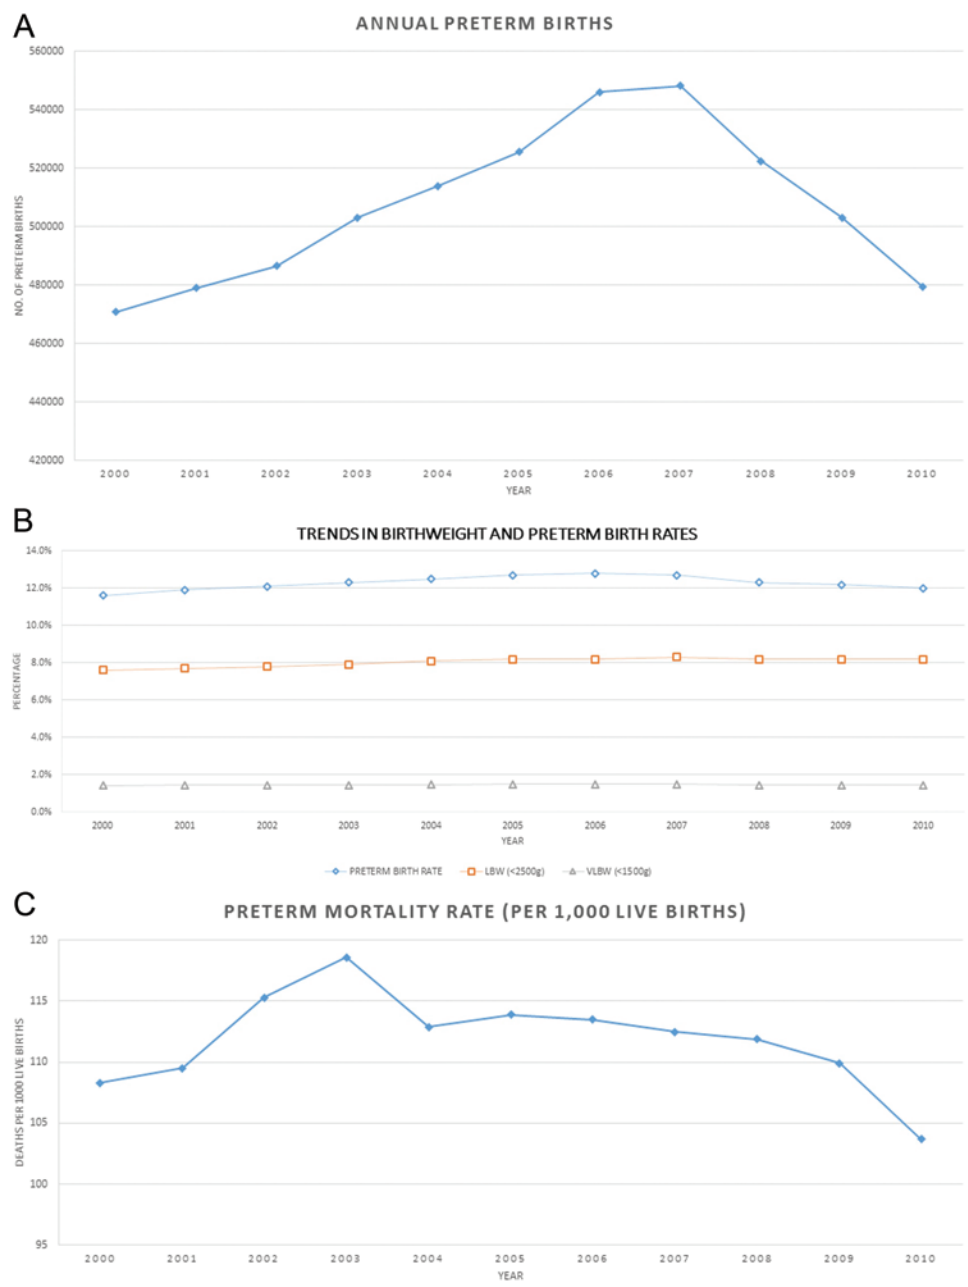 A
ANNUAL PRETERM BIRTHS
560000
540000
520000
500000
480000
460000
440000
420000
NO. OF PRETERM BIRTHS
2000 2001 2002 2003 2004 2005 2006 2007 2008 2009 2010
YEAR
B
TRENDS IN BIRTHWEIGHT AND PRETERM BIRTH RATES
14.0%
12.0%
10.0%
8.0%
6.0%
4.0%
2.0%
0.0%
PERCENTAGE
2000 2001 2002 2003 2004 2005 2006 2007 2008 2009 2010
YEAR
PRETERM BIRTH RATE LBW (<2500g) VLBW (<1500g)
C
PRETERM MORTALITY RATE (PER 1,000 LIVE BIRTHS)
120
115
110
105
100
95
DEATHS PER 1000 LIVE BIRTHS
2000 2001 2002 2003 2004 2005 2006 2007 2008 2009 2010
YEAR